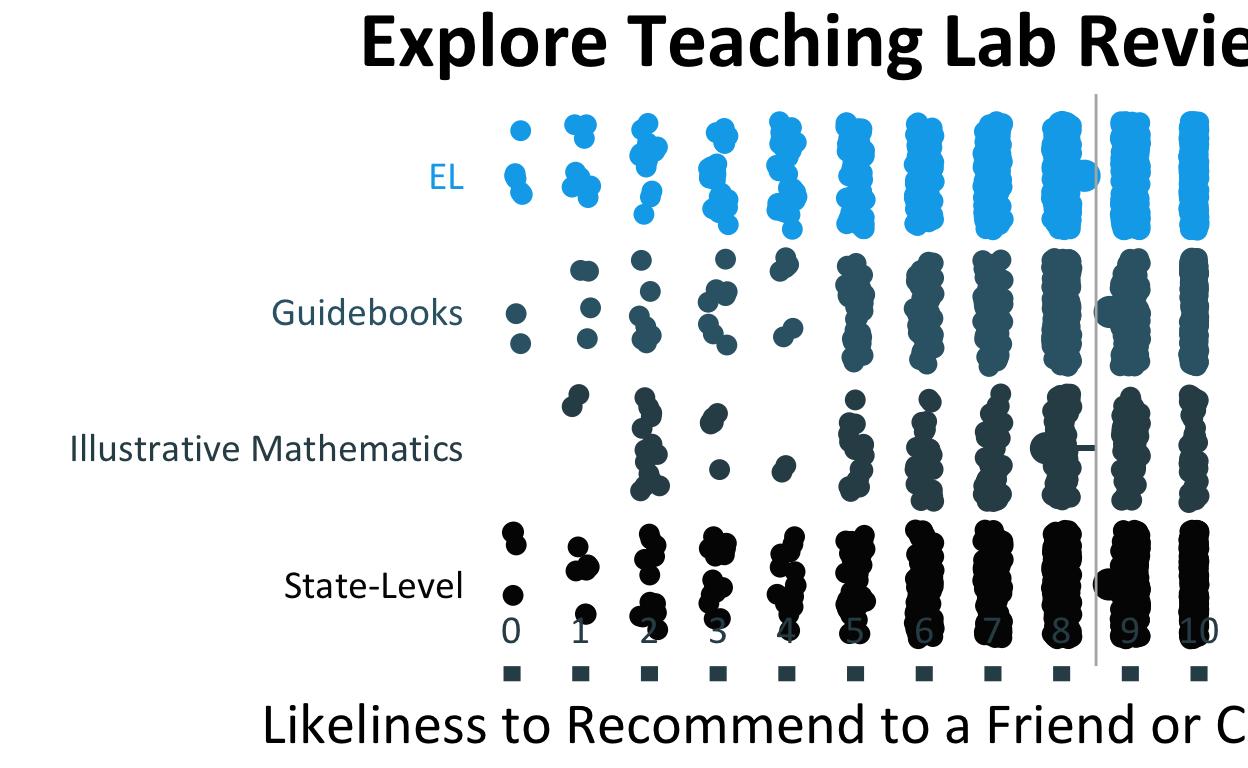 Explore Teaching Lab Revie
EL
Guidebooks
Illustrative Mathematics
State-Level
0 1 2 3 4 5 6 7 8 9 10
Likeliness to Recommend to a Friend or C